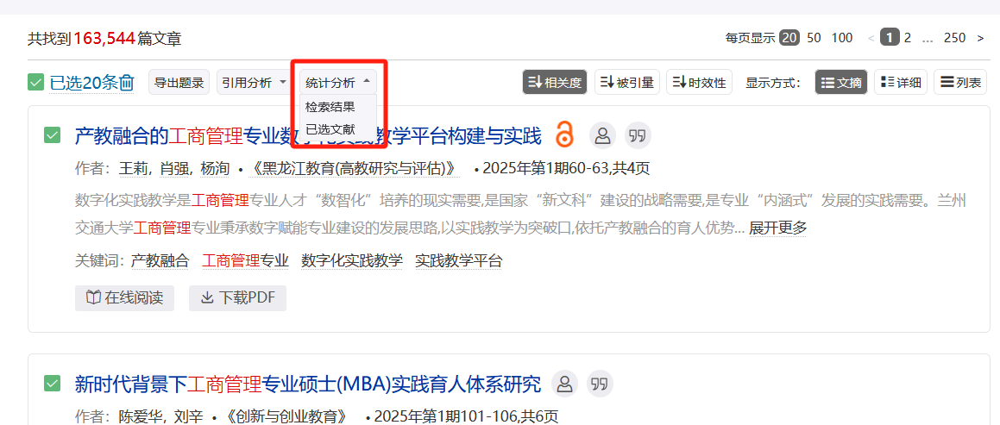 共找到163,544篇文章 每页显示 20 50 100 < 1 2 ... 250 >
已选20条 导出题录 引用分析 统计分析 相关度 被引量 时效性 显示方式： 文摘 详细 列表
检索结果
已选文献
产教融合的工商管理专业数字化实践教学平台构建与实践
作者： 王莉, 肖强, 杨洵 •《黑龙江教育(高教研究与评估)》 •2025年第1期60-63,共4页
数字化实践教学是工商管理专业人才“数智化”培养的现实需要,是国家“新文科”建设的战略需要,是专业“内涵式”发展的实践需要。兰州
交通大学工商管理专业秉承数字赋能专业建设的发展思路,以实践教学为突破口,依托产教融合的育人优势... 展开更多
关键词： 产教融合 工商管理专业 数字化实践教学 实践教学平台
在线阅读 下载PDF
新时代背景下工商管理专业硕士(MBA)实践育人体系研究
作者： 陈爱华, 刘辛 •《创新与创业教育》 •2025年第1期101-106,共6页